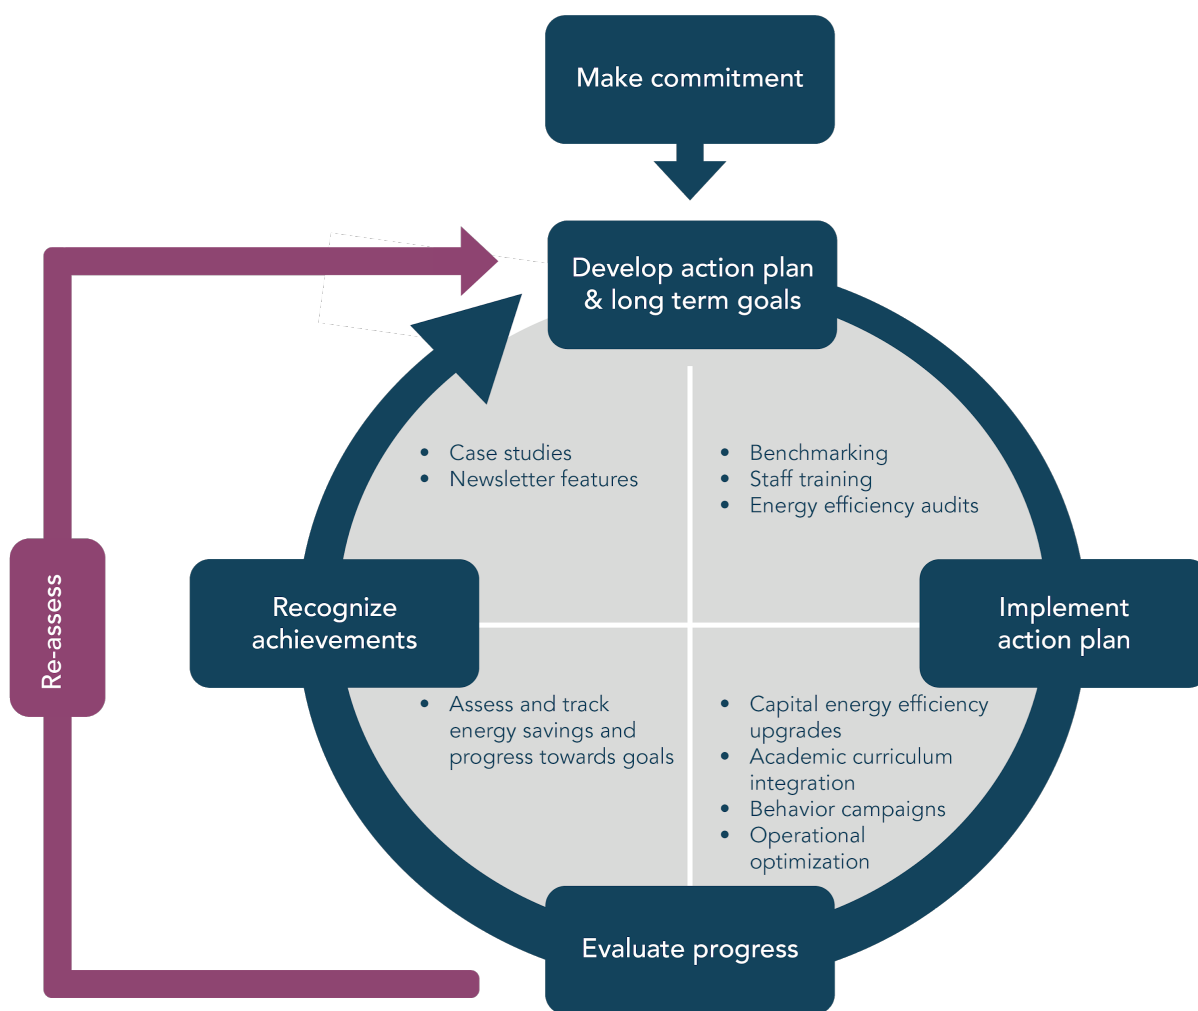 Make commitment
Develop action plan
& long term goals
• Case studies
• Newsletter features
• Benchmarking
• Staff training
• Energy efficiency audits
Re-assess
Recognize
achievements
Implement
action plan
• Assess and track
energy savings and
progress towards goals
• Capital energy efficiency
upgrades
• Academic curriculum
integration
• Behavior campaigns
• Operational
optimization
Evaluate progress